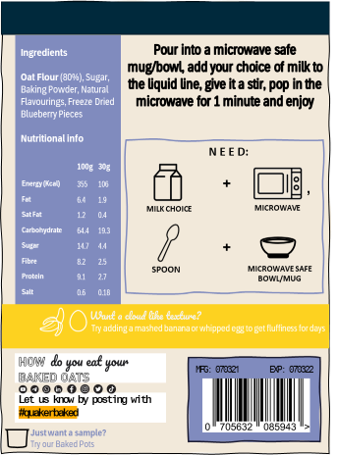 Ingredients
Oat Flour (80%), Sugar,
Baking Powder, Natural
Flavourings, Freeze Dried
Blueberry Pieces
Nutritional info
100g 30g
Energy (Kcal) 355 106
Fat 6.4 1.9
Sat Fat 1.2 0.4
Carbohydrate 64.4 19.3
Sugar 14.7 4.4
Fibre 8.2 2.5
Protein 9.1 2.7
Salt 0.6 0.18
Pour into a microwave safe
mug/bowl, add your choice of milk to
the liquid line, give it a stir, pop in the
microwave for 1 minute and enjoy
NEED:
+
,
MILK CHOICE
MICROWAVE
+
SPOON
MICROWAVE SAFE
BOWL/MUG
Want a cloud like texture?
Try adding a mashed banana or whipped egg to get fluffiness for days
HOW do you eat your
BAKED OATS
Let us know by posting with
#quakerbaked
Just want a sample?
Try our Baked Pots
MFG: 070321 EXP: 070322
0 705632 085943 >